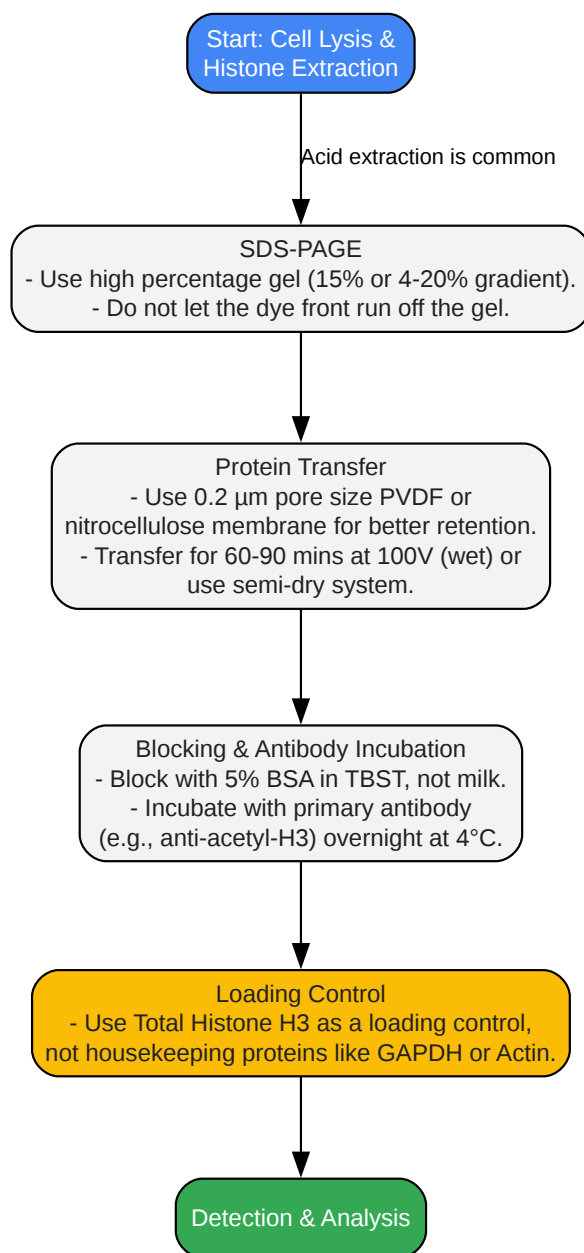 Start: Cell Lysis &
Histone Extraction
Acid extraction is common
SDS-PAGE
- Use high percentage gel (15% or 4-20% gradient).
- Do not let the dye front run off the gel.
Protein Transfer
- Use 0.2 µm pore size PVDF or
nitrocellulose membrane for better retention.
- Transfer for 60-90 mins at 100V (wet) or
use semi-dry system.
Blocking & Antibody Incubation
- Block with 5% BSA in TBST, not milk.
- Incubate with primary antibody
(e.g., anti-acetyl-H3) overnight at 4°C.
Loading Control
- Use Total Histone H3 as a loading control,
not housekeeping proteins like GAPDH or Actin.
Detection & Analysis